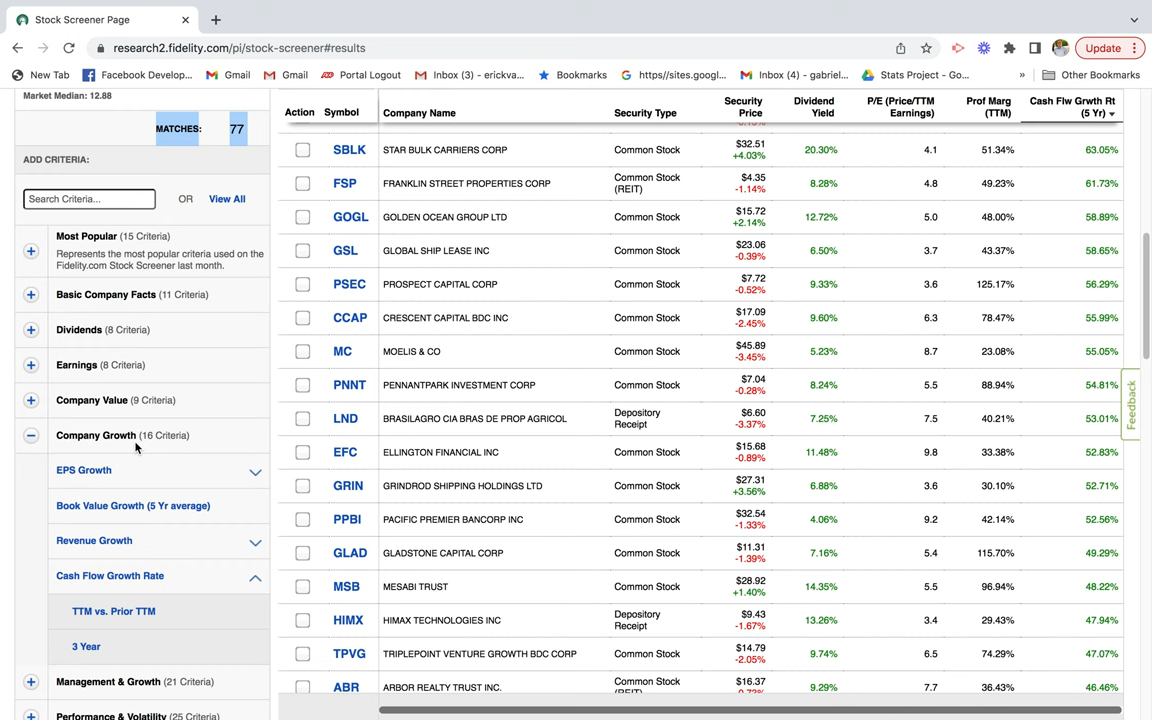 Stock Screener Page
research2.fidelity.com/pi/stock-screener#results
Update
New Tab
Facebook Develop...
Gmail
Gmail
Portal Logout
Inbox (3) - erickva...
Bookmarks
https//sites.googl...
Inbox (4) - gabriel...
Stats Project - Go...
»
Other Bookmarks
Market Median: 12.88
MATCHES: 77
ADD CRITERIA:
Search Criteria... OR View All
Most Popular (15 Criteria)
Represents the most popular criteria used on the
Fidelity.com Stock Screener last month.
Basic Company Facts (11 Criteria)
Dividends (8 Criteria)
Earnings (8 Criteria)
Company Value (9 Criteria)
Company Growth (16 Criteria)
EPS Growth
Book Value Growth (5 Yr average)
Revenue Growth
Cash Flow Growth Rate
TTM vs. Prior TTM
3 Year
Management & Growth (21 Criteria)
Performance & Volatility (25 Criteria)
Action Symbol Company Name Security Type Security Price Dividend Yield P/E (Price/TTM Earnings) Prof Marg (TTM) Cash Flw Grwth Rt (5 Yr)
SBLK STAR BULK CARRIERS CORP Common Stock $32.51 +4.03% 20.30% 4.1 51.34% 63.05%
FSP FRANKLIN STREET PROPERTIES CORP Common Stock (REIT) $4.35 -1.14% 8.28% 4.8 49.23% 61.73%
GOGL GOLDEN OCEAN GROUP LTD Common Stock $15.72 +2.14% 12.72% 5.0 48.00% 58.89%
GSL GLOBAL SHIP LEASE INC Common Stock $23.06 -0.39% 6.50% 3.7 43.37% 58.65%
PSEC PROSPECT CAPITAL CORP Common Stock $7.72 -0.52% 9.33% 3.6 125.17% 56.29%
CCAP CRESCENT CAPITAL BDC INC Common Stock $17.09 -2.45% 9.60% 6.3 78.47% 55.99%
MC MOELIS & CO Common Stock $45.89 -3.45% 5.23% 8.7 23.08% 55.05%
PNNT PENNANTPARK INVESTMENT CORP Common Stock $7.04 -0.28% 8.24% 5.5 88.94% 54.81%
LND BRASILAGRO CIA BRAS DE PROP AGRICOL Depository Receipt $6.60 -3.37% 7.25% 7.5 40.21% 53.01%
EFC ELLINGTON FINANCIAL INC Common Stock $15.68 -0.89% 11.48% 9.8 33.38% 52.83%
GRIN GRINDROD SHIPPING HOLDINGS LTD Common Stock $27.31 +3.56% 6.88% 3.6 30.10% 52.71%
PPBI PACIFIC PREMIER BANCORP INC Common Stock $32.54 -1.33% 4.06% 9.2 42.14% 52.56%
GLAD GLADSTONE CAPITAL CORP Common Stock $11.31 -1.39% 7.16% 5.4 115.70% 49.29%
MSB MESABI TRUST Common Stock $28.92 +1.40% 14.35% 5.5 96.94% 48.22%
HIMX HIMAX TECHNOLOGIES INC Depository Receipt $9.43 -1.67% 13.26% 3.4 29.43% 47.94%
TPVG TRIPLEPOINT VENTURE GROWTH BDC CORP Common Stock $14.79 -2.05% 9.74% 6.5 74.29% 47.07%
ABR ARBOR REALTY TRUST INC. Common Stock (REIT) $16.37 9.29% 7.7 36.43% 46.46%
Feedback